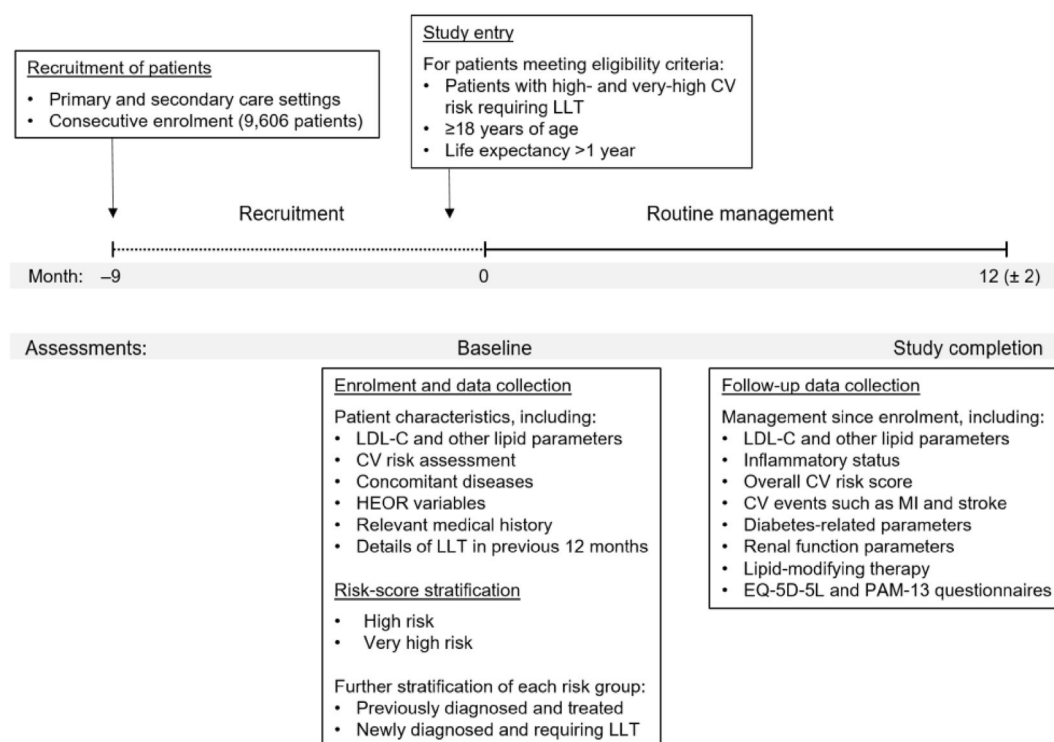 Recruitment of patients
• Primary and secondary care settings
• Consecutive enrolment (9,606 patients)
Study entry
For patients meeting eligibility criteria:
• Patients with high- and very-high CV
risk requiring LLT
• ≥18 years of age
• Life expectancy >1 year
Recruitment
Routine management
Month: –9 0 12 (± 2)
Assessments: Baseline Study completion
Enrolment and data collection
Patient characteristics, including:
• LDL-C and other lipid parameters
• CV risk assessment
• Concomitant diseases
• HEOR variables
• Relevant medical history
• Details of LLT in previous 12 months
Risk-score stratification
• High risk
• Very high risk
Further stratification of each risk group:
• Previously diagnosed and treated
• Newly diagnosed and requiring LLT
Follow-up data collection
Management since enrolment, including:
• LDL-C and other lipid parameters
• Inflammatory status
• Overall CV risk score
• CV events such as MI and stroke
• Diabetes-related parameters
• Renal function parameters
• Lipid-modifying therapy
• EQ-5D-5L and PAM-13 questionnaires